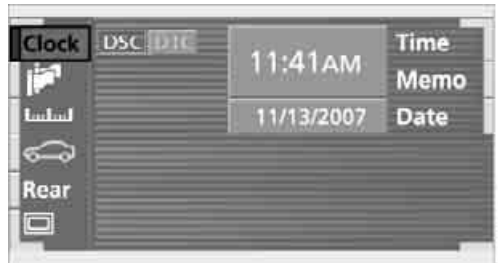 Clock DSC DTC
11:41AM Time
Memo
11/13/2007 Date
Rear